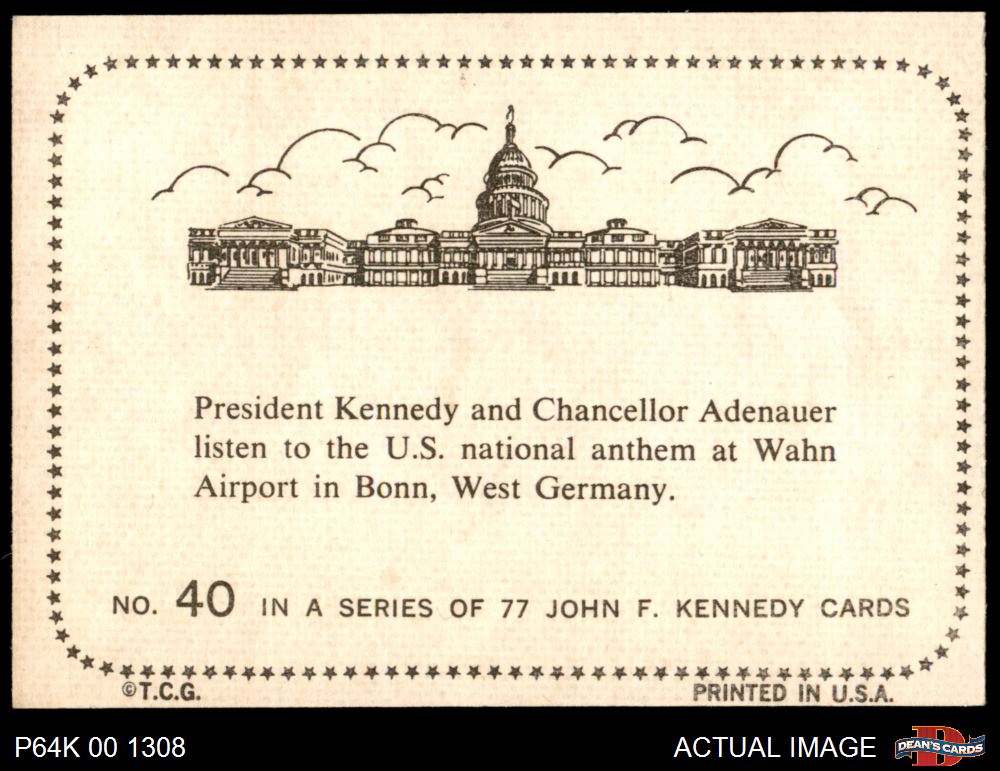 President Kennedy and Chancellor Adenauer
listen to the U.S. national anthem at Wahn
Airport in Bonn, West Germany.
NO. 40 IN A SERIES OF 77 JOHN F. KENNEDY CARDS
©T.C.G. PRINTED IN U.S.A.
P64K 00 1308 ACTUAL IMAGE D DEAN'S CARDS